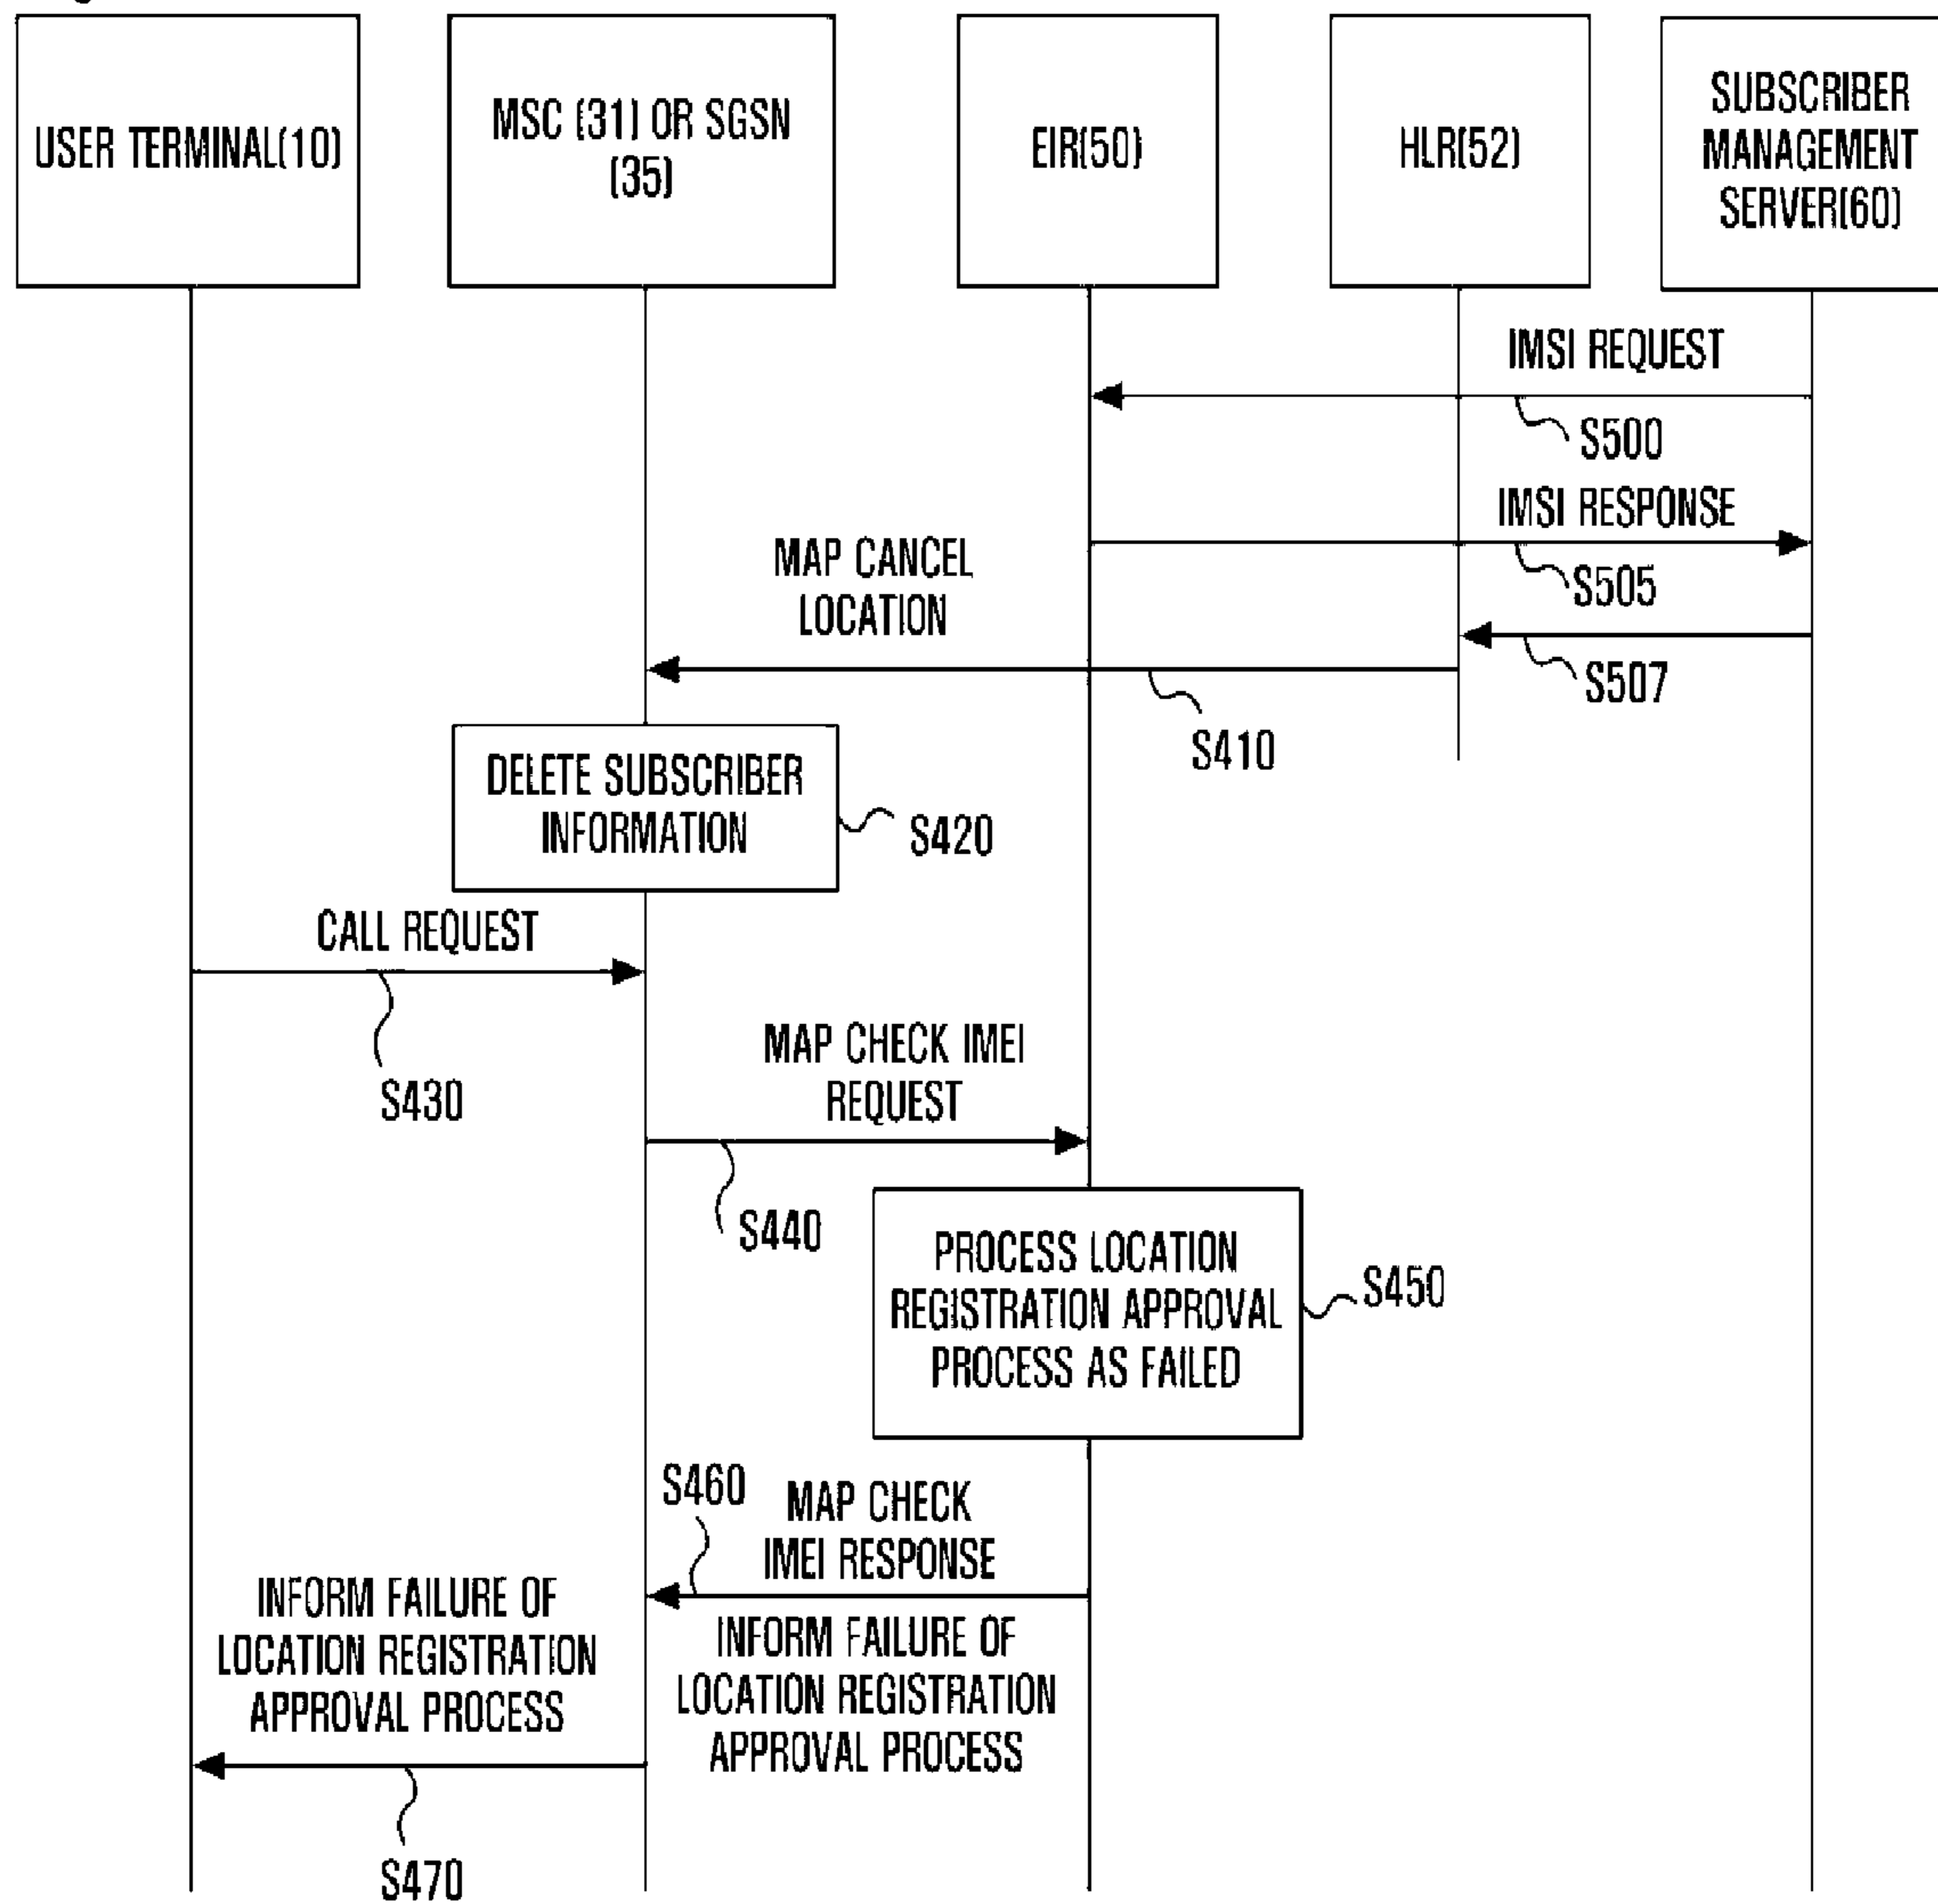 USER TERMINAL(10)
MSC (31) OR SGSN
(35)
EIR(50)
HLR(52)
SUBSCRIBER
MANAGEMENT
SERVER(60)
IMSI REQUEST
S500
IMSI RESPONSE
S505
MAP CANCEL
LOCATION
S507
S410
DELETE SUBSCRIBER
INFORMATION
S420
CALL REQUEST
S430
MAP CHECK IMEI
REQUEST
S440
PROCESS LOCATION
REGISTRATION APPROVAL
PROCESS AS FAILED
S450
S460
MAP CHECK
IMEI RESPONSE
INFORM FAILURE OF
LOCATION REGISTRATION
APPROVAL PROCESS
INFORM FAILURE OF
LOCATION REGISTRATION
APPROVAL PROCESS
S470